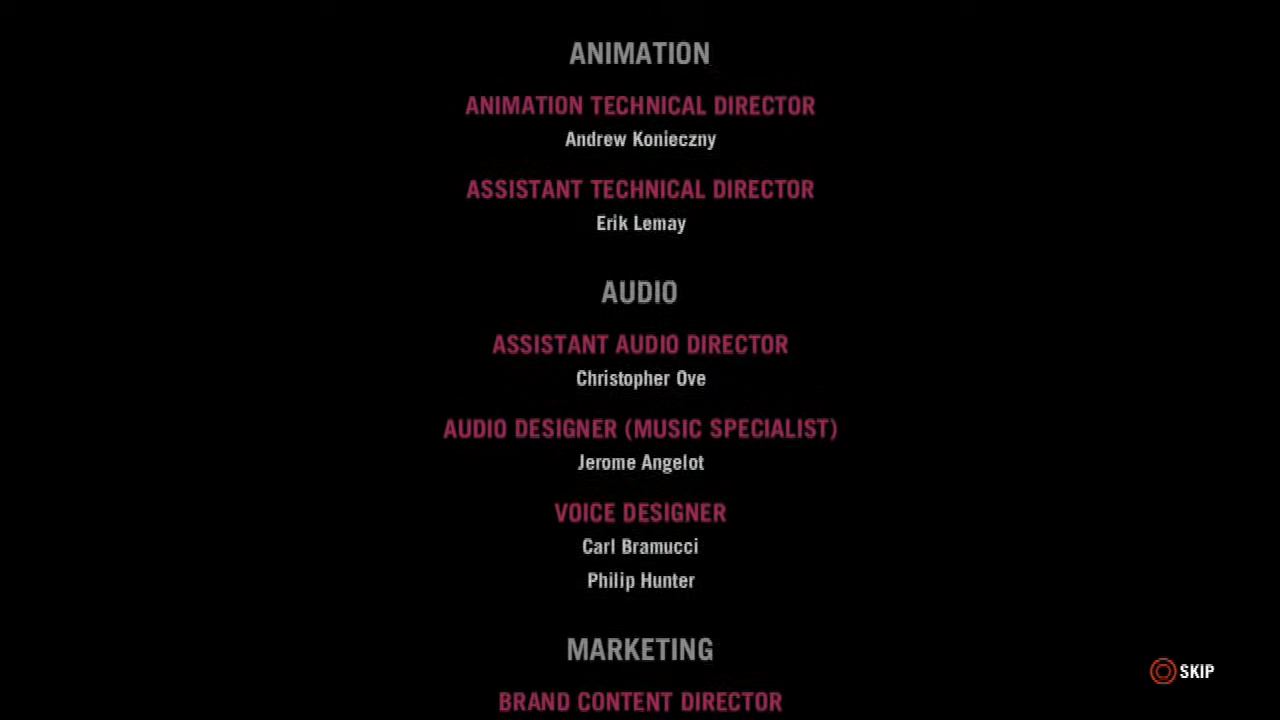 ANIMATION
ANIMATION TECHNICAL DIRECTOR
Andrew Konieczny
ASSISTANT TECHNICAL DIRECTOR
Erik Lemay
AUDIO
ASSISTANT AUDIO DIRECTOR
Christopher Ove
AUDIO DESIGNER (MUSIC SPECIALIST)
Jerome Angelot
VOICE DESIGNER
Carl Bramucci
Philip Hunter
MARKETING
SKIP
BRAND CONTENT DIRECTOR